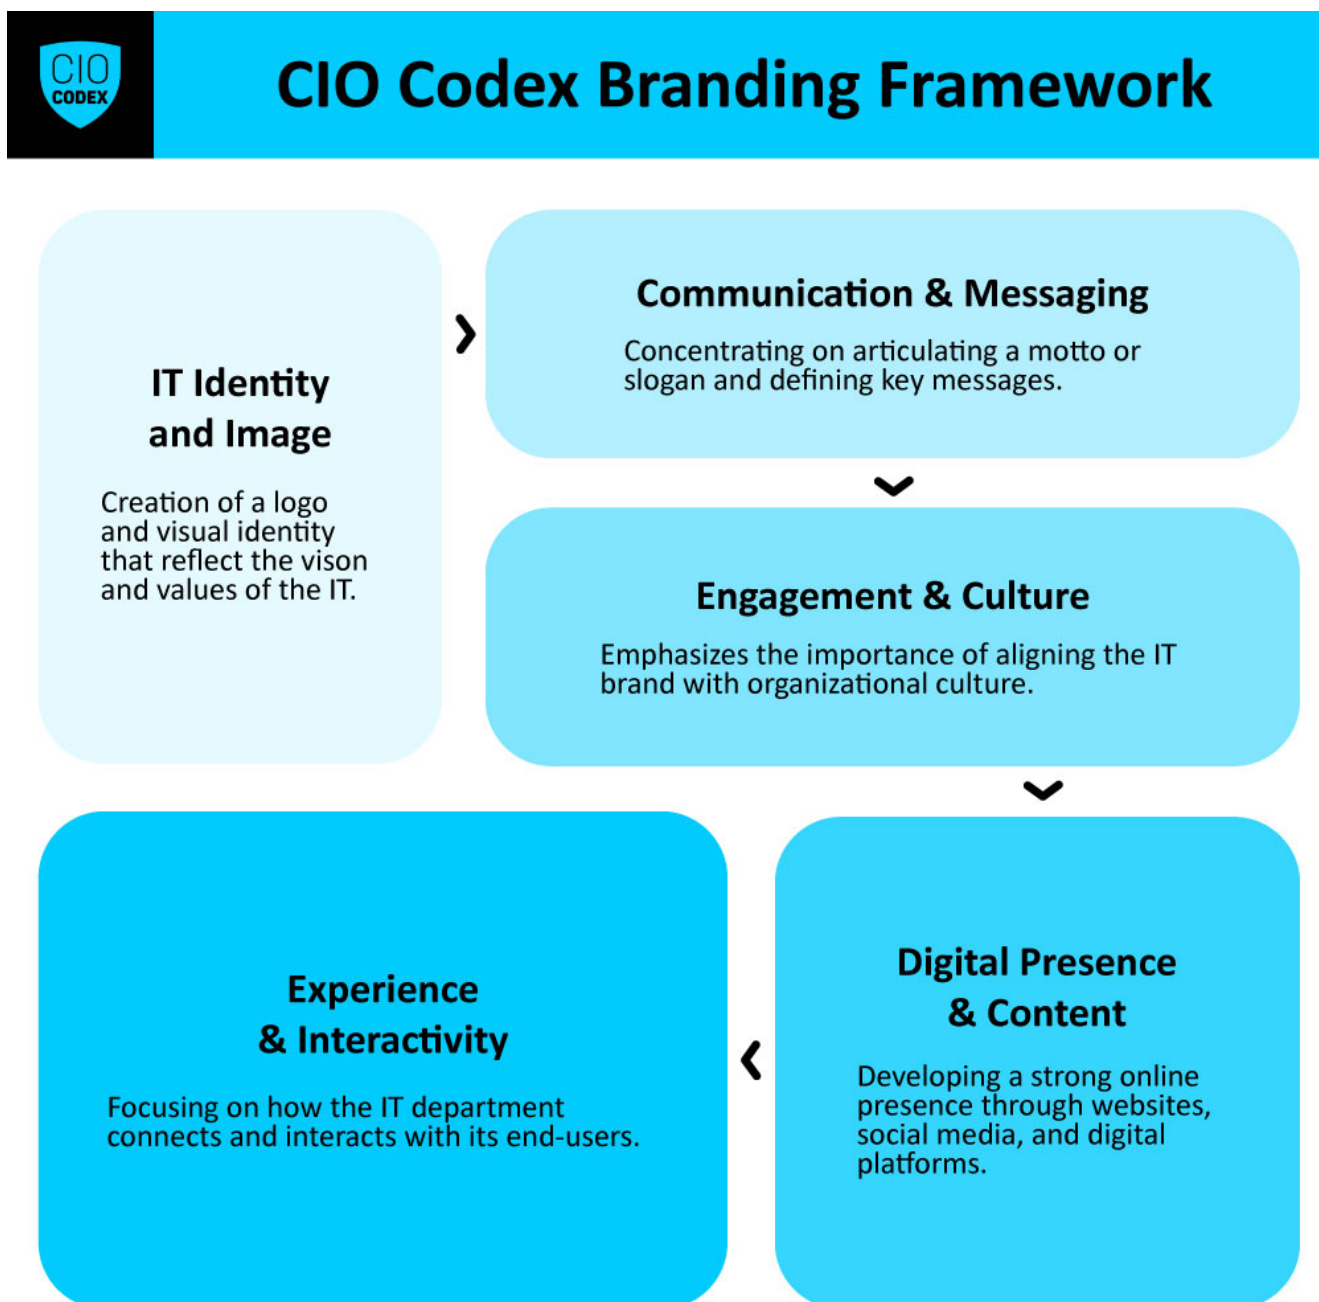 CIO
CODEX
CIO Codex Branding Framework
IT Identity
and Image
Creation of a logo
and visual identity
that reflect the vison
and values of the IT.
Communication & Messaging
Concentrating on articulating a motto or
slogan and defining key messages.
Engagement & Culture
Emphasizes the importance of aligning the IT
brand with organizational culture.
Digital Presence
& Content
Developing a strong online
presence through websites,
social media, and digital
platforms.
Experience
& Interactivity
Focusing on how the IT department
connects and interacts with its end-users.